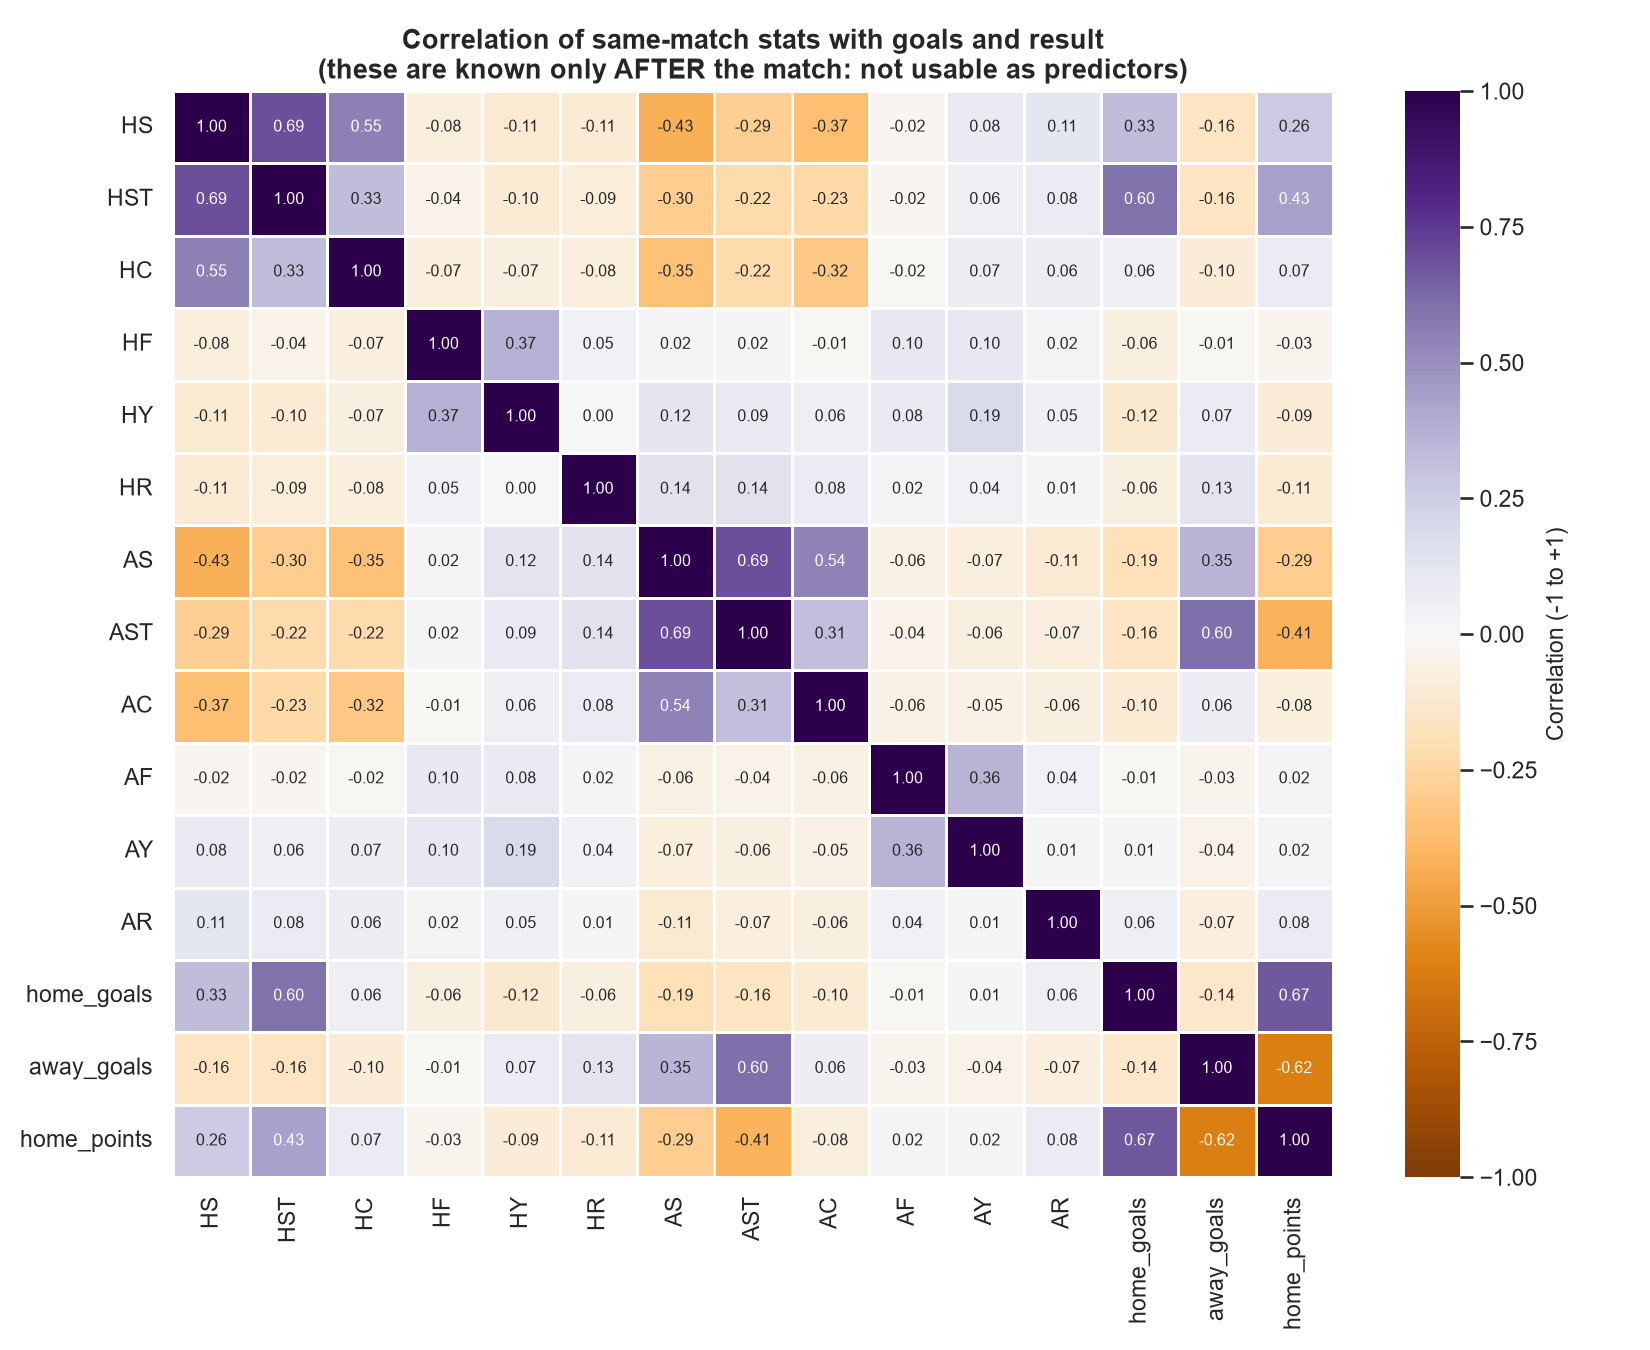 Correlation of same-match stats with goals and result
(these are known only AFTER the match: not usable as predictors)
HS 1.00 0.69 0.55 -0.08 -0.11 -0.11 -0.43 -0.29 -0.37 -0.02 0.08 0.11 0.33 -0.16 0.26
HST 0.69 1.00 0.33 -0.04 -0.10 -0.09 -0.30 -0.22 -0.23 -0.02 0.06 0.08 0.60 -0.16 0.43
HC 0.55 0.33 1.00 -0.07 -0.07 -0.08 -0.35 -0.22 -0.32 -0.02 0.07 0.06 0.06 -0.10 0.07
HF -0.08 -0.04 -0.07 1.00 0.37 0.05 0.02 0.02 -0.01 0.10 0.10 0.02 -0.06 -0.01 -0.03
HY -0.11 -0.10 -0.07 0.37 1.00 0.00 0.12 0.09 0.06 0.08 0.19 0.05 -0.12 0.07 -0.09
HR -0.11 -0.09 -0.08 0.05 0.00 1.00 0.14 0.14 0.08 0.02 0.04 0.01 -0.06 0.13 -0.11
AS -0.43 -0.30 -0.35 0.02 0.12 0.14 1.00 0.69 0.54 -0.06 -0.07 -0.11 -0.19 0.35 -0.29
AST -0.29 -0.22 -0.22 0.02 0.09 0.14 0.69 1.00 0.31 -0.04 -0.06 -0.07 -0.16 0.60 -0.41
AC -0.37 -0.23 -0.32 -0.01 0.06 0.08 0.54 0.31 1.00 -0.06 -0.05 -0.06 -0.10 0.06 -0.08
AF -0.02 -0.02 -0.02 0.10 0.08 0.02 -0.06 -0.04 -0.06 1.00 0.36 0.04 -0.01 -0.03 0.02
AY 0.08 0.06 0.07 0.10 0.19 0.04 -0.07 -0.06 -0.05 0.36 1.00 0.01 0.01 -0.04 0.02
AR 0.11 0.08 0.06 0.02 0.05 0.01 -0.11 -0.07 -0.06 0.04 0.01 1.00 0.06 -0.07 0.08
home_goals 0.33 0.60 0.06 -0.06 -0.12 -0.06 -0.19 -0.16 -0.10 -0.01 0.01 0.06 1.00 -0.14 0.67
away_goals -0.16 -0.16 -0.10 -0.01 0.07 0.13 0.35 0.60 0.06 -0.03 -0.04 -0.07 -0.14 1.00 -0.62
home_points 0.26 0.43 0.07 -0.03 -0.09 -0.11 -0.29 -0.41 -0.08 0.02 0.02 0.08 0.67 -0.62 1.00
HS HST HC HF HY HR AS AST AC AF AY AR home_goals away_goals home_points
1.00
0.75
0.50
0.25
0.00
−0.25
−0.50
−0.75
−1.00
Correlation (-1 to +1)